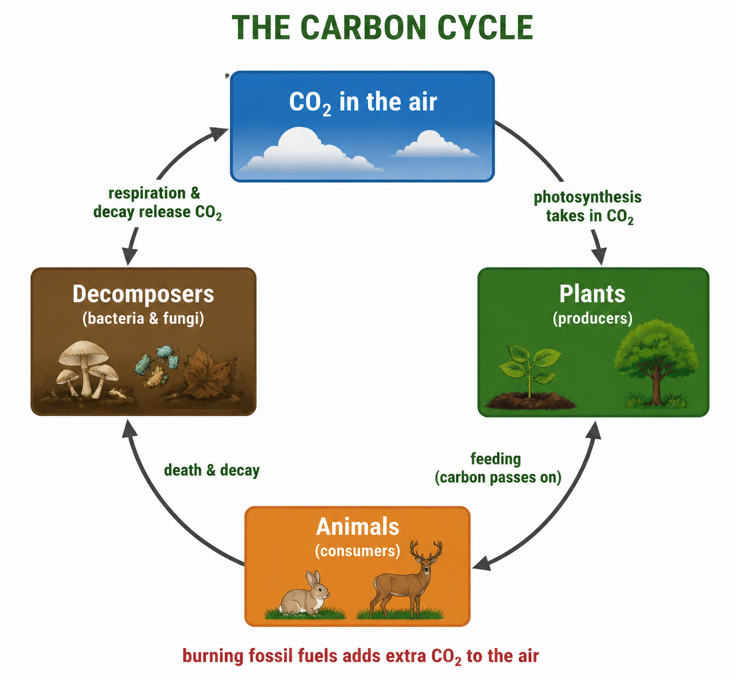 THE CARBON CYCLE
CO₂ in the air
respiration &
decay release CO₂
photosynthesis
takes in CO₂
Decomposers
(bacteria & fungi)
Plants
(producers)
death & decay
feeding
(carbon passes on)
Animals
(consumers)
burning fossil fuels adds extra CO₂ to the air